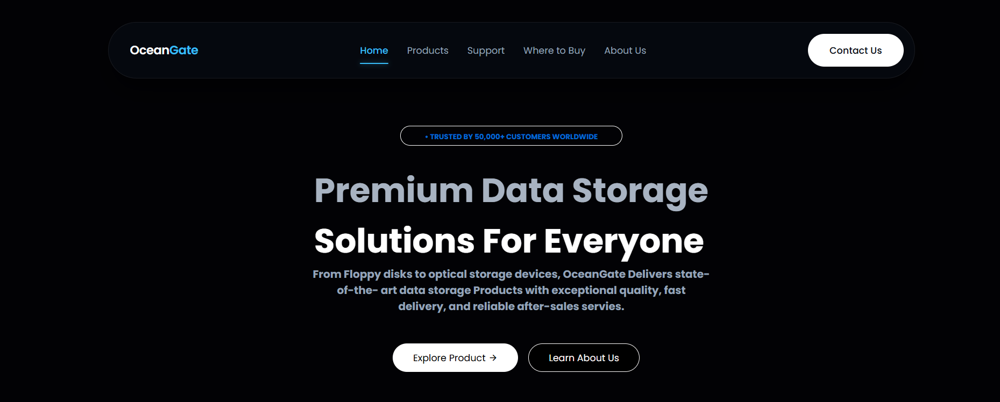 OceanGate
Home Products Support Where to Buy About Us
Contact Us
• TRUSTED BY 50,000+ CUSTOMERS WORLDWIDE
Premium Data Storage
Solutions For Everyone
From Floppy disks to optical storage devices, OceanGate Delivers state-
of-the- art data storage Products with exceptional quality, fast
delivery, and reliable after-sales servies.
Explore Product →
Learn About Us